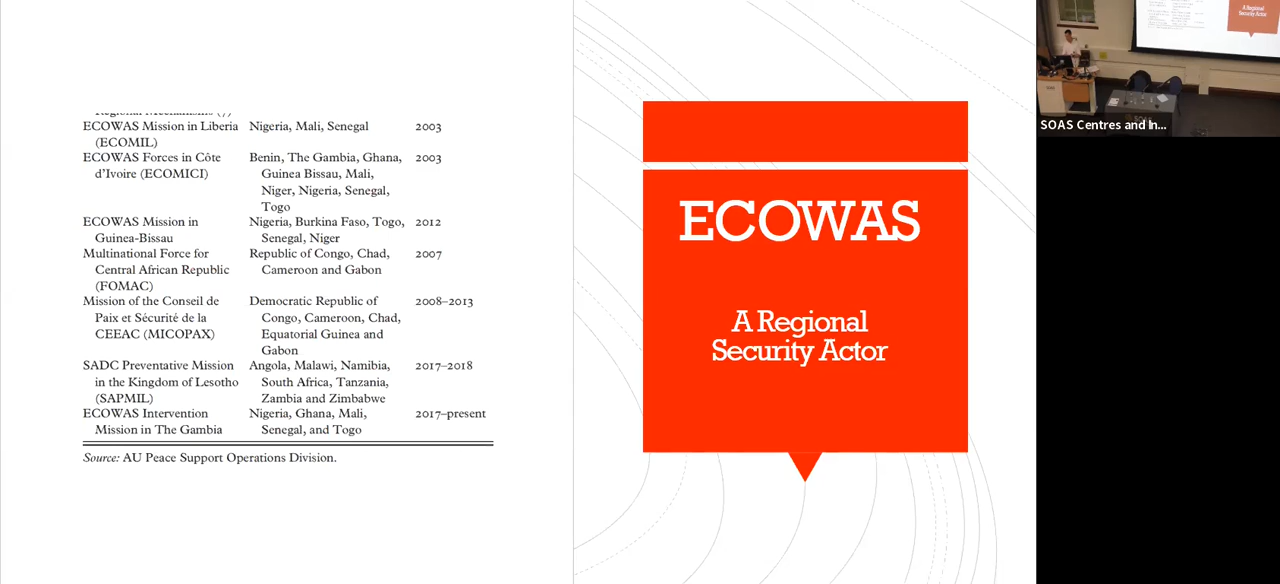 Regional Mechanisms (7)
ECOWAS Mission in Liberia Nigeria, Mali, Senegal 2003
(ECOMIL)
ECOWAS Forces in Côte Benin, The Gambia, Ghana, 2003
d’Ivoire (ECOMICI) Guinea Bissau, Mali,
Niger, Nigeria, Senegal,
Togo
ECOWAS Mission in Nigeria, Burkina Faso, Togo, 2012
Guinea-Bissau Senegal, Niger
Multinational Force for Republic of Congo, Chad, 2007
Central African Republic Cameroon and Gabon
(FOMAC)
Mission of the Conseil de Democratic Republic of 2008–2013
Paix et Sécurité de la Congo, Cameroon, Chad,
CEEAC (MICOPAX) Equatorial Guinea and
Gabon
SADC Preventative Mission Angola, Malawi, Namibia, 2017–2018
in the Kingdom of Lesotho South Africa, Tanzania,
(SAPMIL) Zambia and Zimbabwe
ECOWAS Intervention Nigeria, Ghana, Mali, 2017–present
Mission in The Gambia Senegal, and Togo
Source: AU Peace Support Operations Division.
ECOWAS
A Regional
Security Actor
A Regional
Security Actor
SOAS Centres and In...